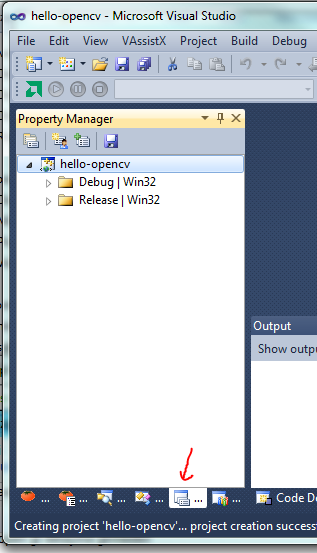 hello-opencv - Microsoft Visual Studio
File Edit View VAssistX Project Build Debug
Property Manager
hello-opencv
Debug | Win32
Release | Win32
Output
Show outpu
... ... ... ... ... ... Code De
Creating project 'hello-opencv'... project creation success